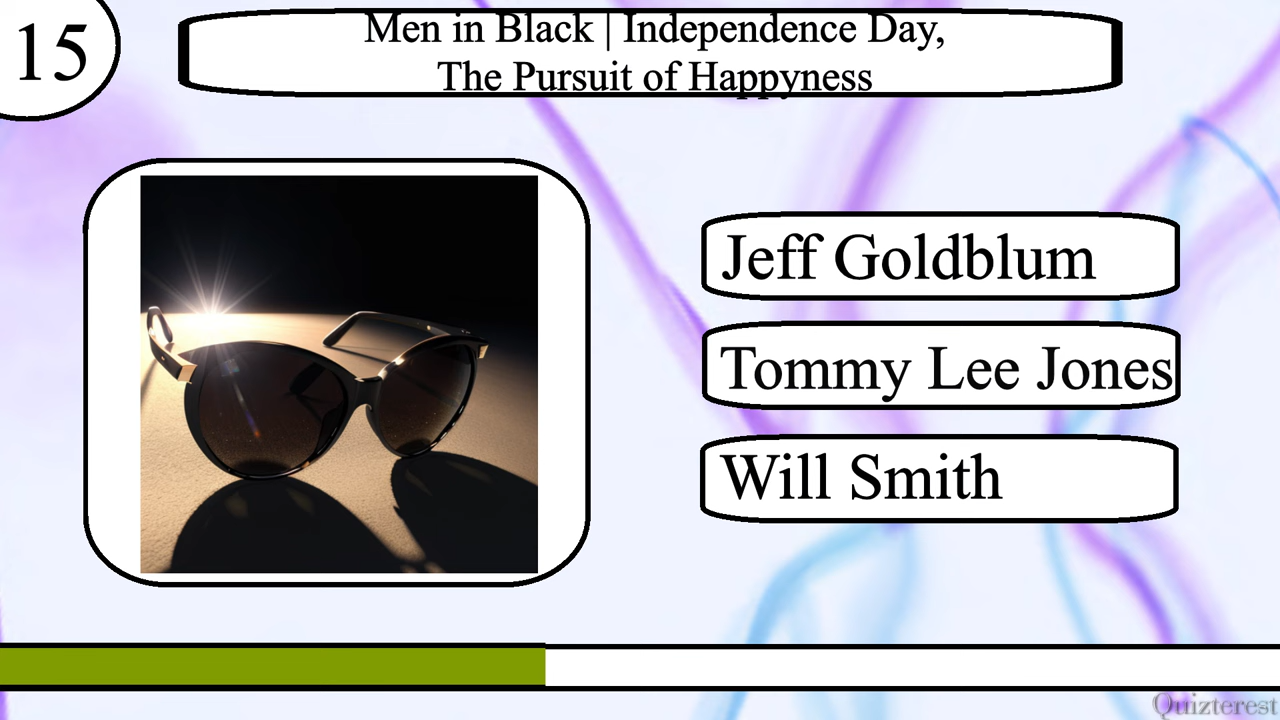 15
Men in Black | Independence Day,
The Pursuit of Happyness
Jeff Goldblum
Tommy Lee Jones
Will Smith
Quizterest